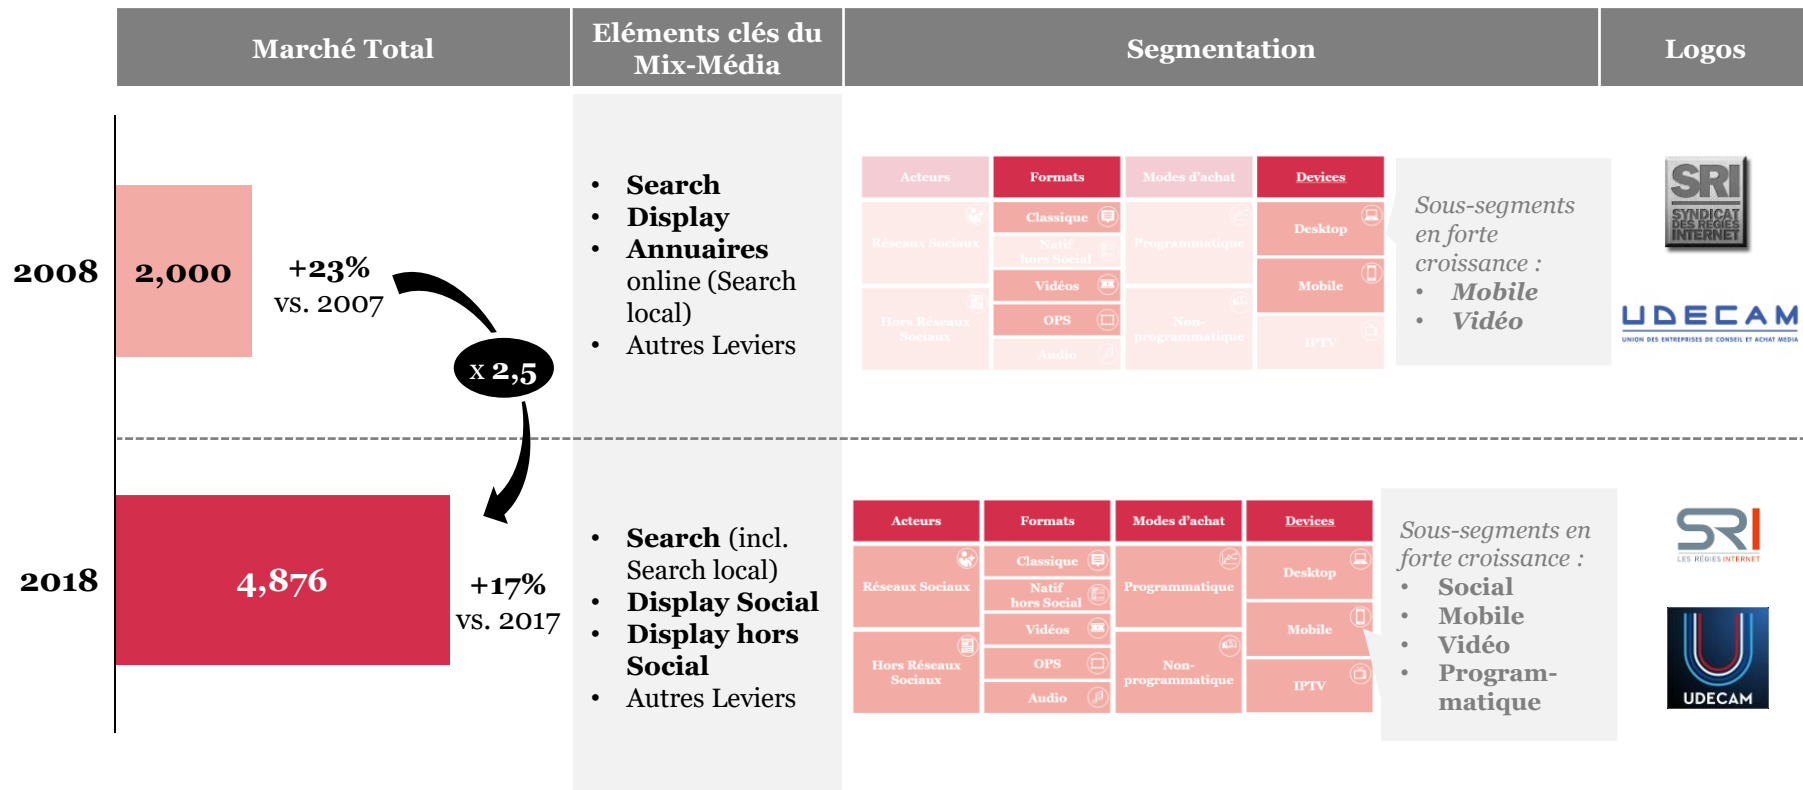 Marché Total
Eléments clés du
Mix-Média
Segmentation
Logos
2008
2,000
+23%
vs. 2007
x 2,5
• Search
• Display
• Annuaires
online (Search
local)
• Autres Leviers
Acteurs
Formats
Modes d'achat
Devices
Réseaux Sociaux
Hors Réseaux
Sociaux
Classique
Natif
hors Social
Vidéos
OPS
Audio
Programmatique
Non-
programmatique
Desktop
Mobile
IPTV
Sous-segments
en forte
croissance :
• Mobile
• Vidéo
SRI
SYNDICAT
DES RÉGIES
INTERNET
UDECAM
UNION DES ENTREPRISES DE CONSEIL ET ACHAT MEDIA
2018
4,876
+17%
vs. 2017
• Search (incl.
Search local)
• Display Social
• Display hors
Social
• Autres Leviers
Acteurs
Formats
Modes d'achat
Devices
Réseaux Sociaux
Hors Réseaux
Sociaux
Classique
Natif
hors Social
Vidéos
OPS
Audio
Programmatique
Non-
programmatique
Desktop
Mobile
IPTV
Sous-segments en
forte croissance :
• Social
• Mobile
• Vidéo
• Program-
matique
SRI
LES RÉGIES INTERNET
UDECAM